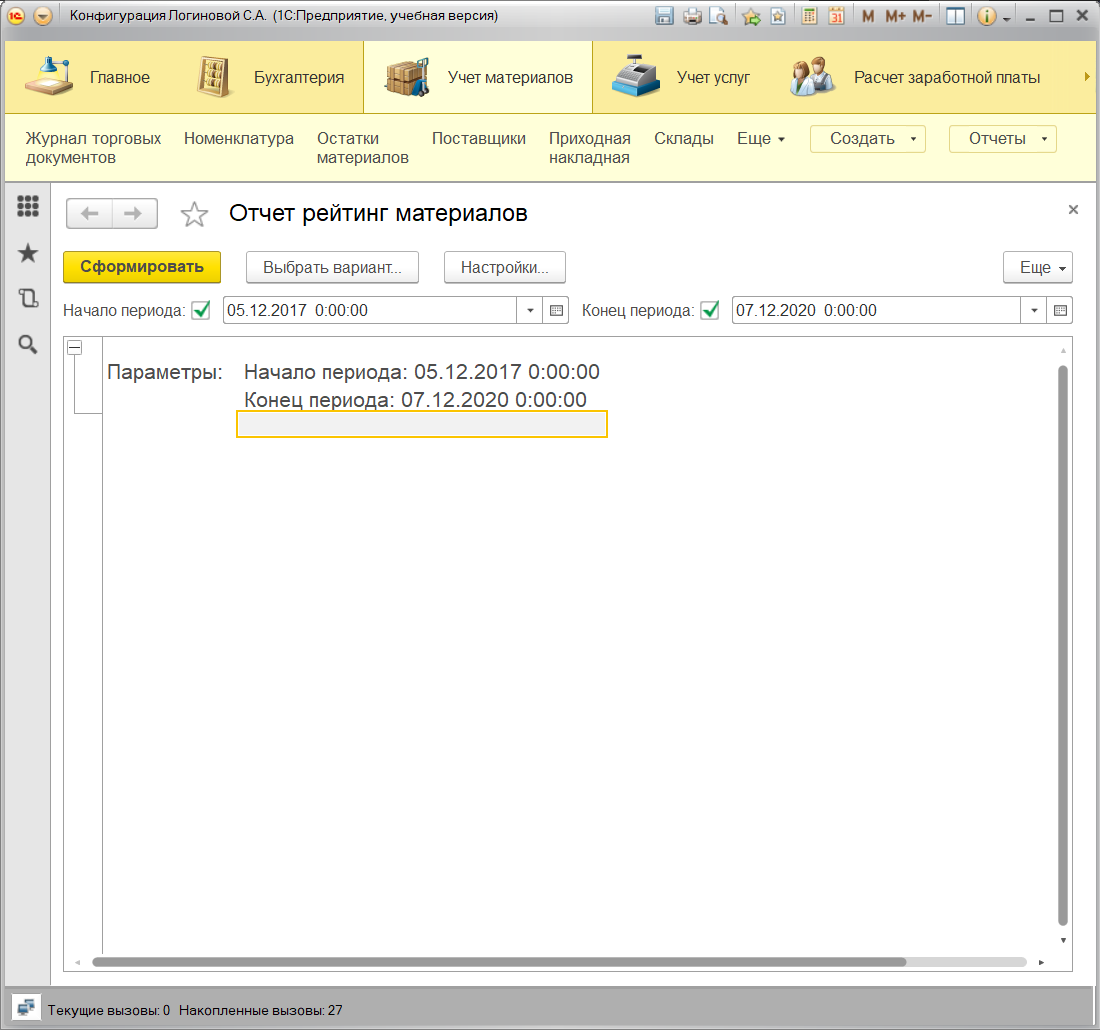 Конфигурация Логиновой С.А. (1С:Предприятие, учебная версия)
31 M M+ M-
Главное Бухгалтерия Учет материалов Учет услуг Расчет заработной платы
Журнал торговых Номенклатура Остатки Поставщики Приходная Склады Еще Создать Отчеты
документов материалов накладная
Отчет рейтинг материалов
Сформировать Выбрать вариант... Настройки... Еще
Начало периода: 05.12.2017 0:00:00 Конец периода: 07.12.2020 0:00:00
Параметры: Начало периода: 05.12.2017 0:00:00
Конец периода: 07.12.2020 0:00:00
Текущие вызовы: 0 Накопленные вызовы: 27